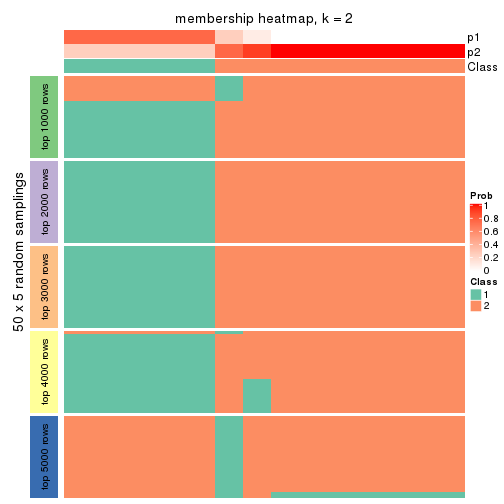 membership heatmap, k = 2
p1
p2
Class
50 x 5 random samplings
top 1000 rows
top 2000 rows
top 3000 rows
top 4000 rows
top 5000 rows
Prob
1
0.8
0.6
0.4
0.2
0
Class
1
2